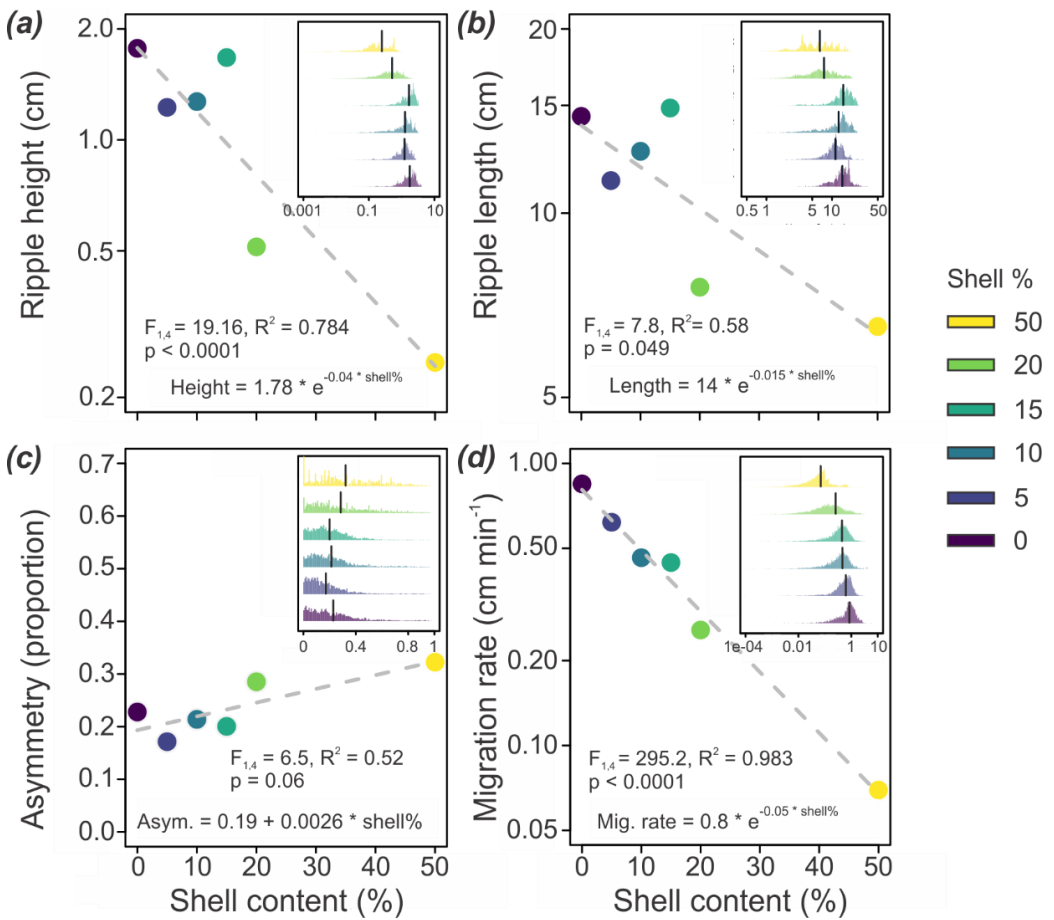 (a)
2.0
1.0
0.5
0.2
Ripple height (cm)
0.001
0.1
10
F1,4 = 19.16, R2 = 0.784
p < 0.0001
Height = 1.78 * e-0.04 * shell%
(b)
20
15
10
5
Ripple length (cm)
0.5 1 5 10 50
F1,4 = 7.8, R2= 0.58
p = 0.049
Length = 14 * e-0.015 * shell%
Shell %
50
20
15
10
5
0
(c)
0.7
0.6
0.5
0.4
0.3
0.2
0.1
0.0
Asymmetry (proportion)
0 0.4 0.8 1
F1,4 = 6.5, R2 = 0.52
p = 0.06
Asym. = 0.19 + 0.0026 * shell%
0 10 20 30 40 50
Shell content (%)
(d)
1.00
0.50
0.20
0.10
0.05
Migration rate (cm min-1)
1e-04 0.01 1 10
F1,4 = 295.2, R2 = 0.983
p < 0.0001
Mig. rate = 0.8 * e-0.05 * shell%
0 10 20 30 40 50
Shell content (%)